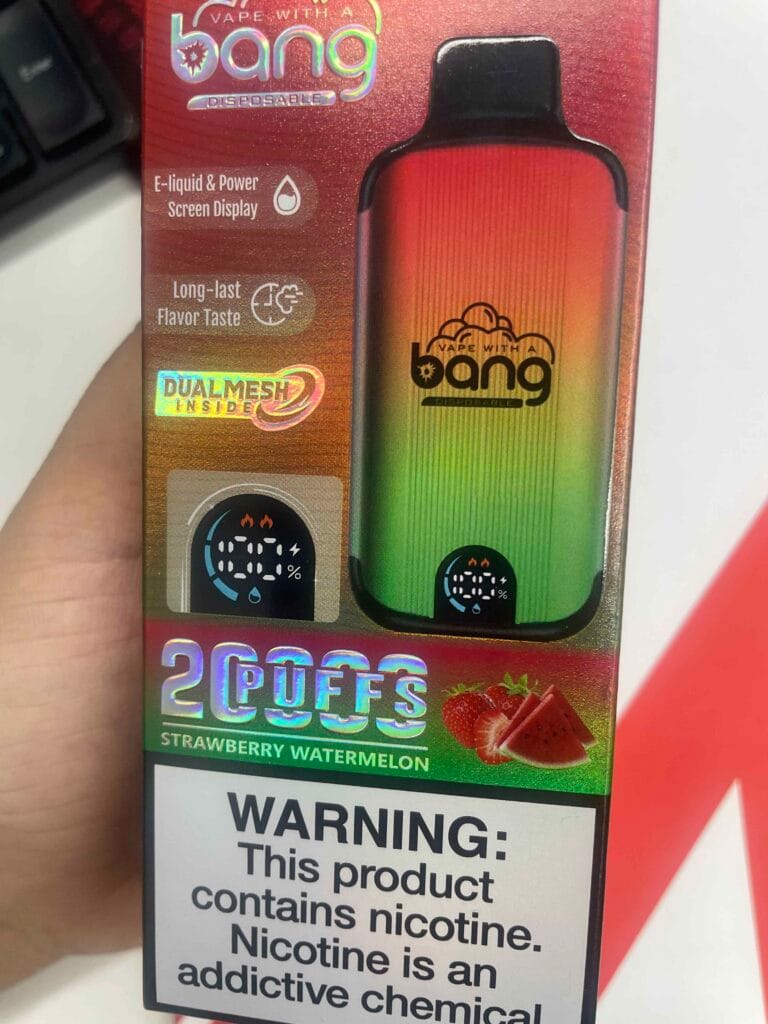 VAPE WITH A
bang
DISPOSABLE
E-liquid & Power
Screen Display
Long-last
Flavor Taste
DUALMESH
INSIDE
VAPE WITH A
bang
DISPOSABLE
%
%
20000
PUFFS
STRAWBERRY WATERMELON
WARNING:
This product
contains nicotine.
Nicotine is an
addictive chemical